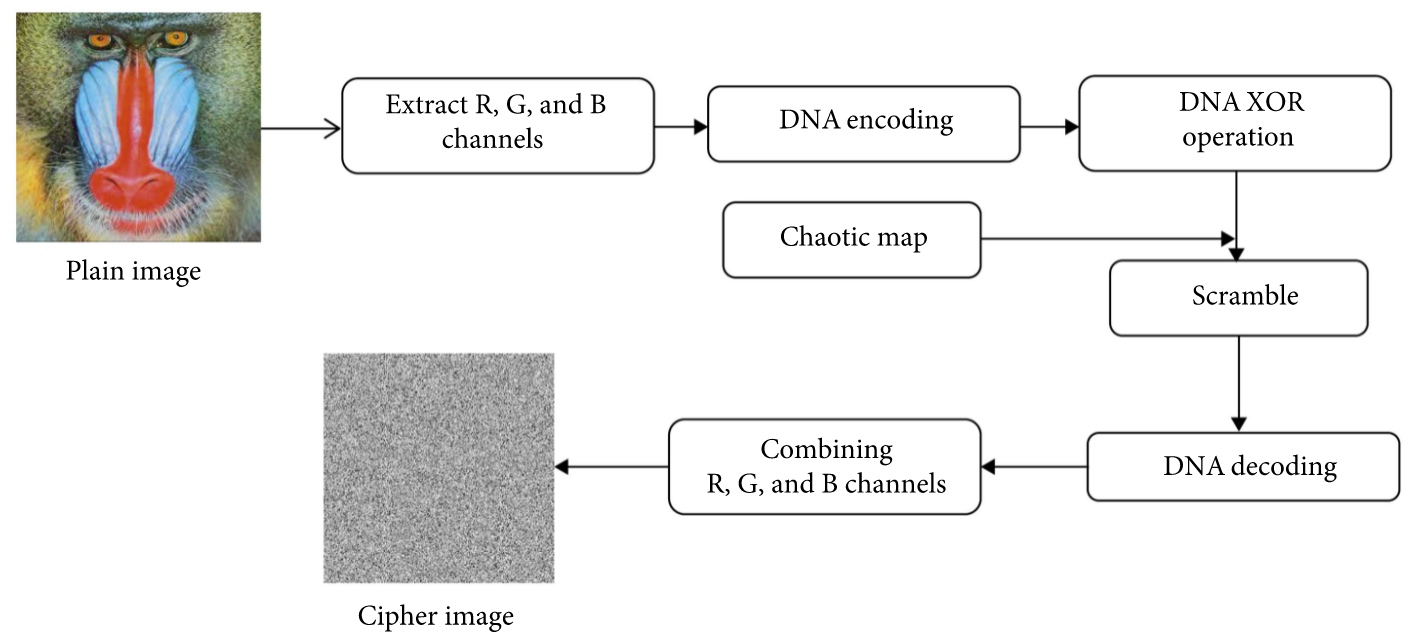 Plain image
Extract R, G, and B
channels
DNA encoding
DNA XOR
operation
Chaotic map
Scramble
DNA decoding
Combining
R, G, and B channels
Cipher image